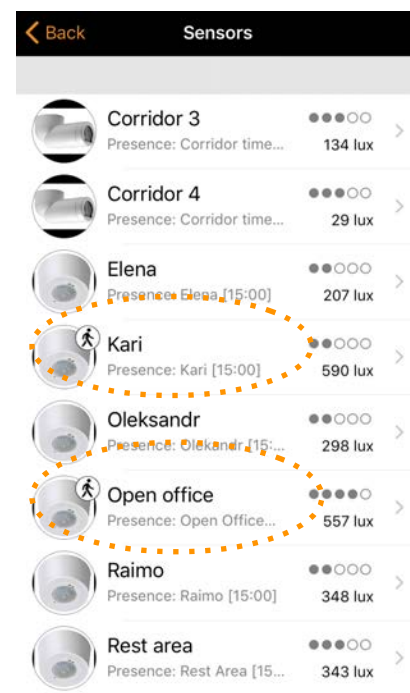 Back
Sensors
Corridor 3
Presence: Corridor time...
134 lux
Corridor 4
Presence: Corridor time...
29 lux
Elena
Presence: Elena [15:00]
207 lux
Kari
Presence: Kari [15:00]
590 lux
Oleksandr
Presence: Olekandr [15:...
298 lux
Open office
Presence: Open Office...
557 lux
Raimo
Presence: Raimo [15:00]
348 lux
Rest area
Presence: Rest Area [15...
343 lux